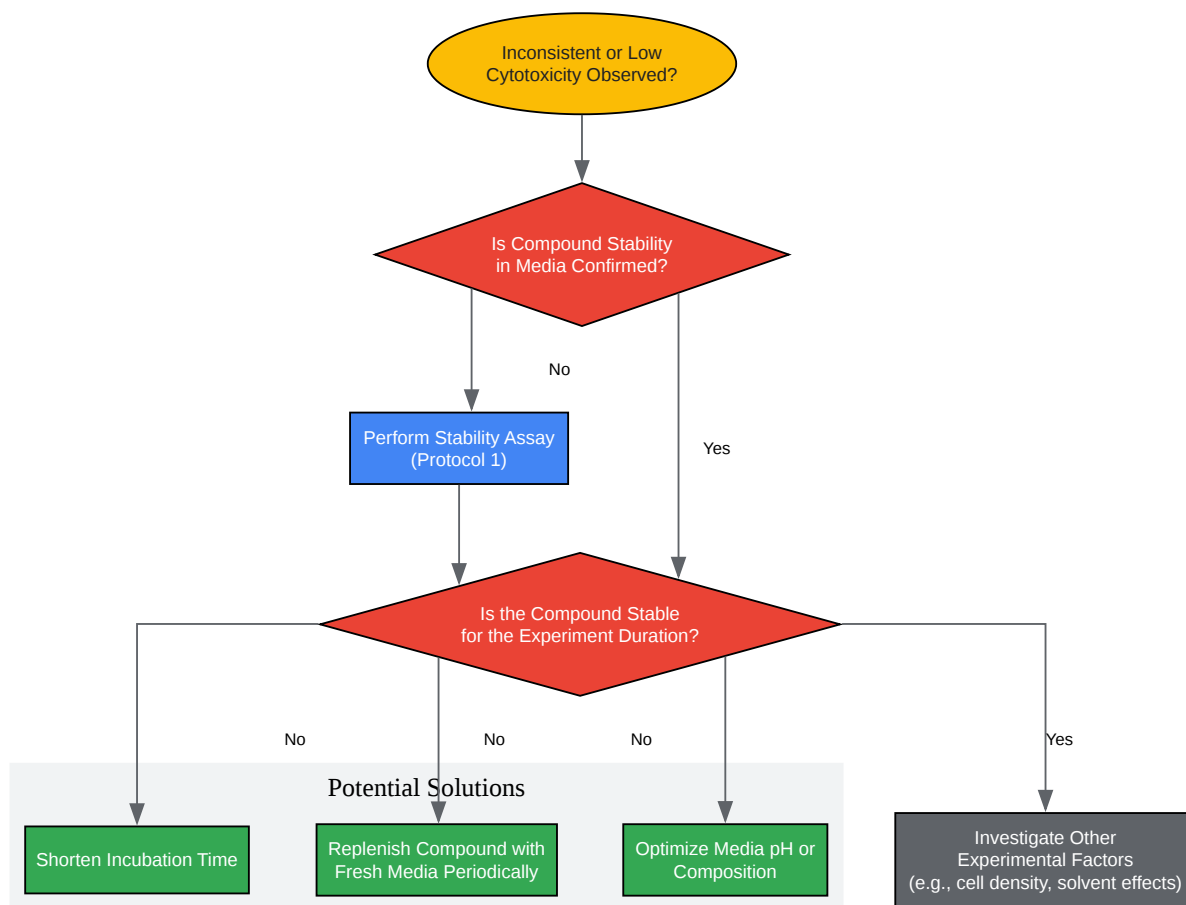 Inconsistent or Low
Cytotoxicity Observed?
Is Compound Stability
in Media Confirmed?
No
Perform Stability Assay
(Protocol 1)
Yes
Is the Compound Stable
for the Experiment Duration?
No
No
No
Yes
Potential Solutions
Shorten Incubation Time
Replenish Compound with
Fresh Media Periodically
Optimize Media pH or
Composition
Investigate Other
Experimental Factors
(e.g., cell density, solvent effects)